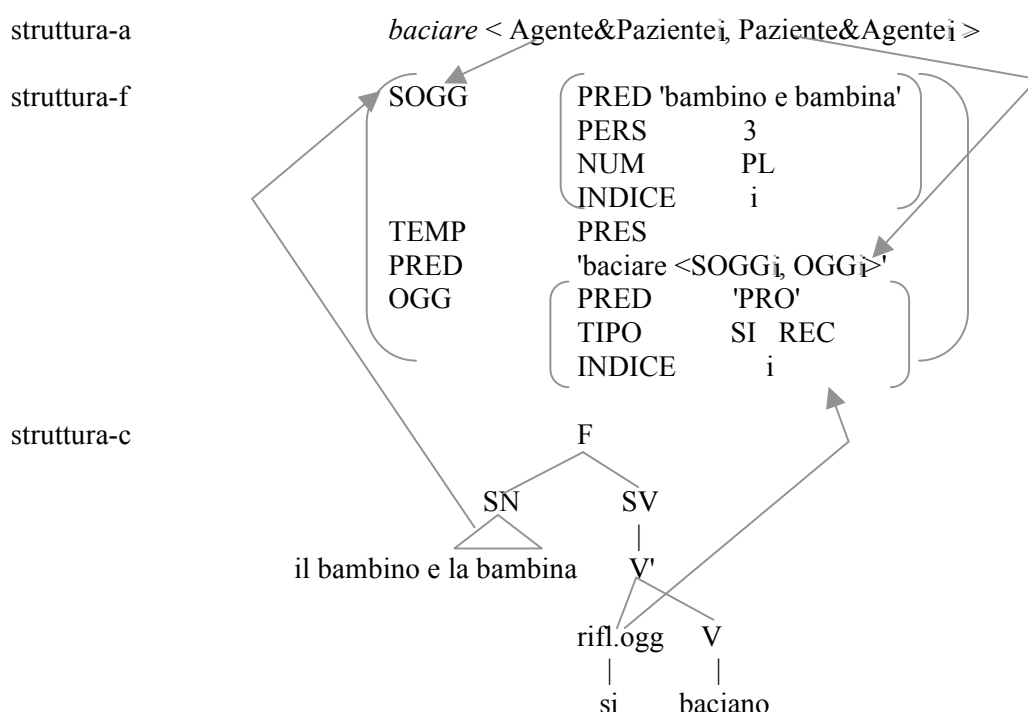 struttura-a baciare < Agente&Pazientei, Paziente&Agentei >
struttura-f SOGG PRED 'bambino e bambina'
PERS 3
NUM PL
INDICE i
TEMP PRES
PRED 'baciare <SOGGi, OGGi>'
OGG PRED 'PRO'
TIPO SI REC
INDICE i
struttura-c F
SN SV
il bambino e la bambina V'
rifl.ogg V
si baciano